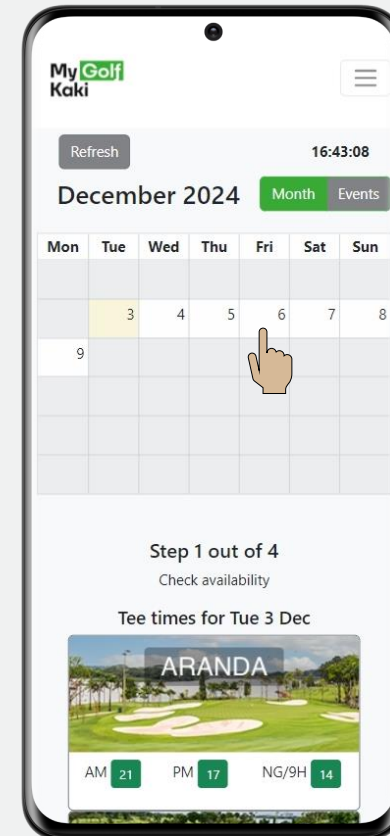 My Golf
Kaki
Refresh 16:43:08
December 2024 Month Events
Mon Tue Wed Thu Fri Sat Sun
3 4 5 6 7 8
9
Step 1 out of 4
Check availability
Tee times for Tue 3 Dec
ARANDA
AM 21 PM 17 NG/9H 14